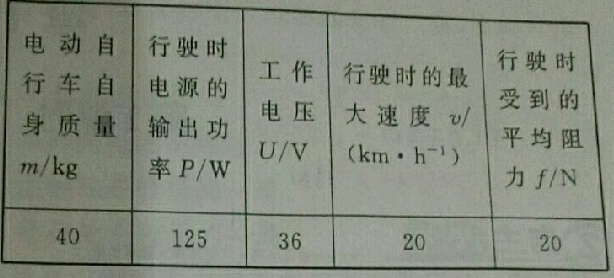 电动自
行车自
身质量
m/kg
行驶时
电源的
输出功
率P/W
工作
电压
U/V
行驶时的最
大速度 v/
(km·h⁻¹)
行驶时
受到的
平均阻
力f/N
40
125
36
20
20